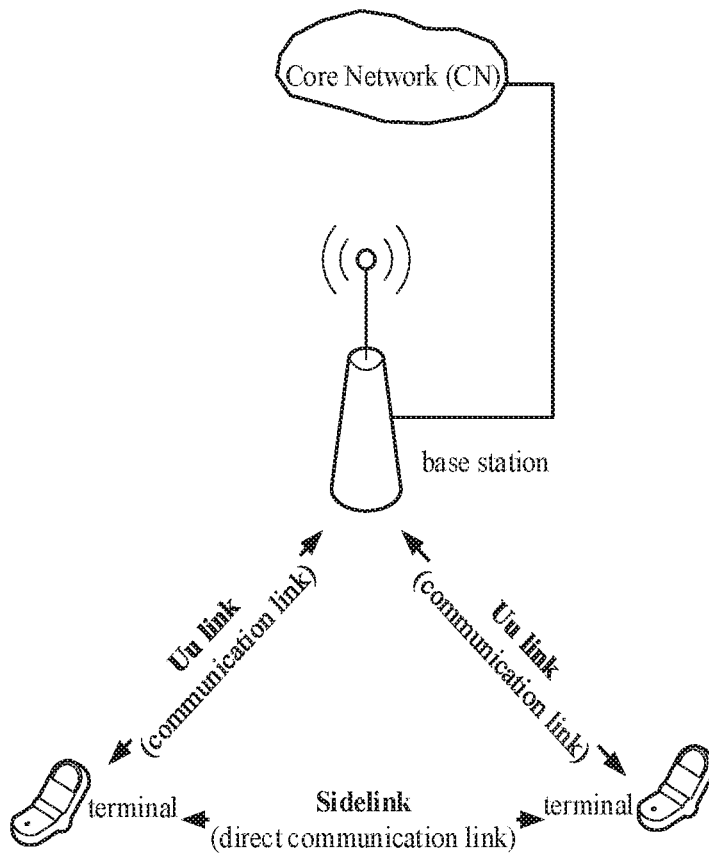 Core Network (CN)
base station
Uu link
(communication link)
Uu link
(communication link)
terminal
Sidelink
(direct communication link)
terminal